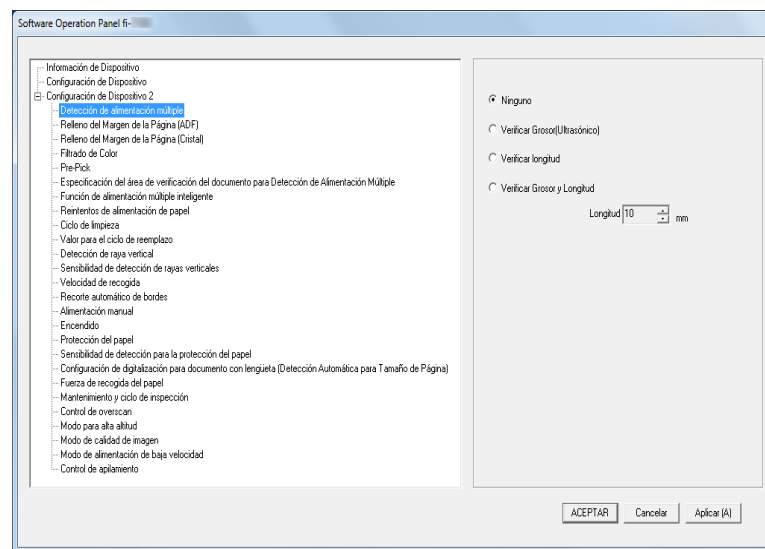 Software Operation Panel fi-
Información de Dispositivo
Configuración de Dispositivo
Configuración de Dispositivo 2
Detección de alimentación múltiple
Relleno del Margen de la Página (ADF)
Relleno del Margen de la Página (Cristal)
Filtrado de Color
Pre-Pick
Especificación del área de verificación del documento para Detección de Alimentación Múltiple
Función de alimentación múltiple inteligente
Reintentos de alimentación de papel
Ciclo de limpieza
Valor para el ciclo de reemplazo
Detección de raya vertical
Sensibilidad de detección de rayas verticales
Velocidad de recogida
Recorte automático de bordes
Alimentación manual
Encendido
Protección del papel
Sensibilidad de detección para la protección del papel
Configuración de digitalización para documento con lengüeta (Detección Automática para Tamaño de Página)
Fuerza de recogida del papel
Mantenimiento y ciclo de inspección
Control de overscan
Modo para alta altitud
Modo de calidad de imagen
Modo de alimentación de baja velocidad
Control de apilamiento
Ninguno
Verificar Grosor(Ultrasónico)
Verificar longitud
Verificar Grosor y Longitud
Longitud 10 mm
ACEPTAR Cancelar Aplicar (A)